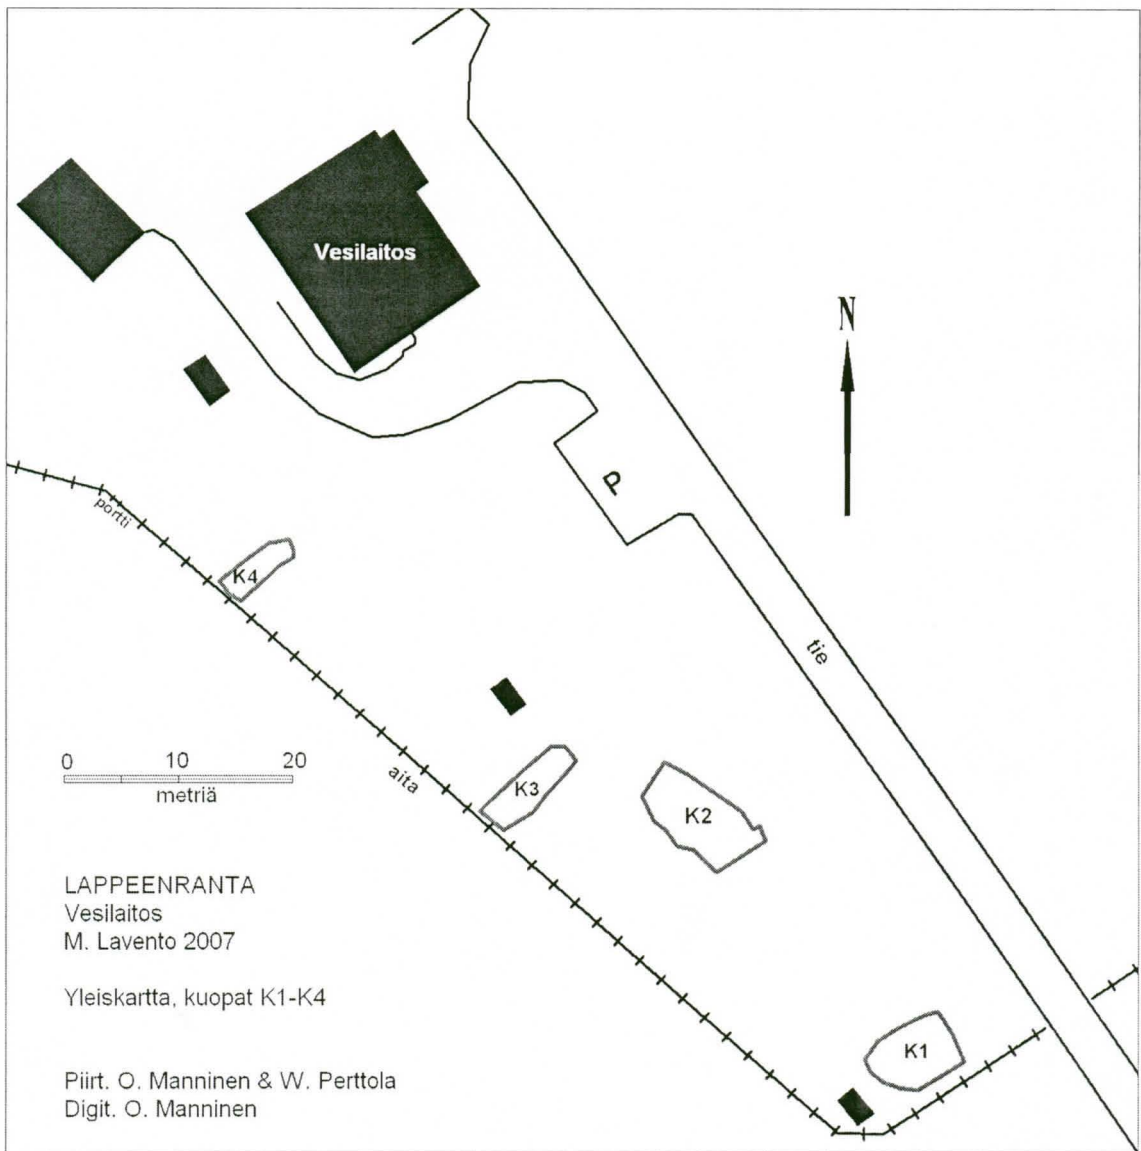 Vesilaitos
N
P
portti
K4
tie
K3
aita
K2
0 10 20
metriä
LAPPEENRANTA
Vesilaitos
M. Lavento 2007
Yleiskartta, kuopat K1-K4
K1
Piirt. O. Manninen & W. Perttola
Digit. O. Manninen